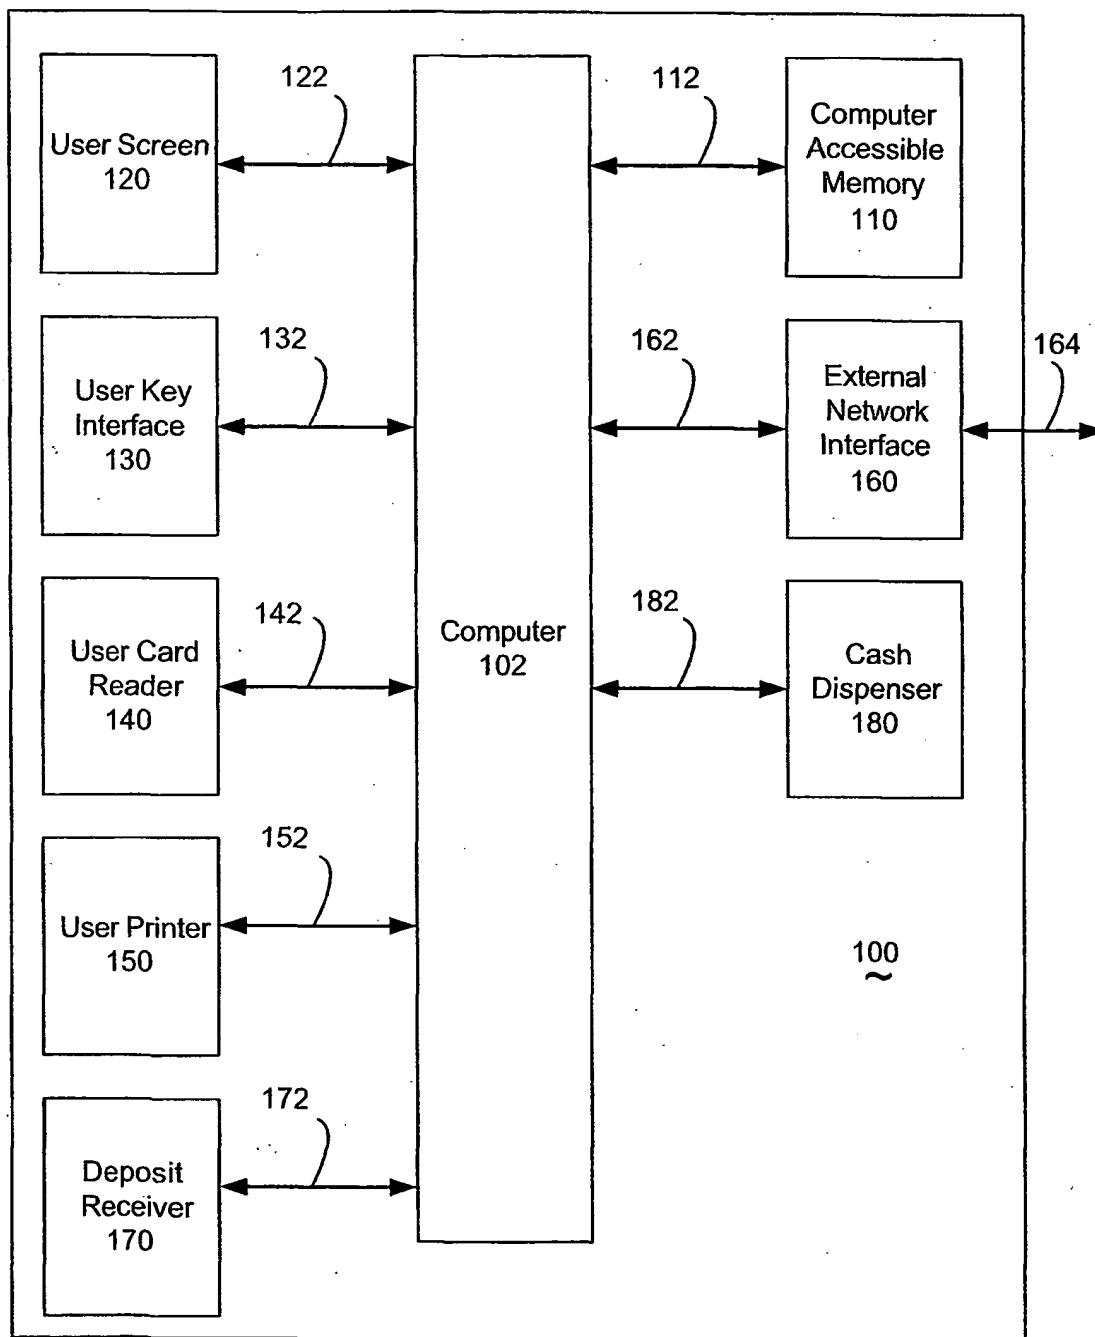 122
User Screen
120
112
Computer
Accessible
Memory
110
132
User Key
Interface
130
162
External
Network
Interface
160
164
142
User Card
Reader
140
Computer
102
182
Cash
Dispenser
180
152
User Printer
150
100
172
Deposit
Receiver
170